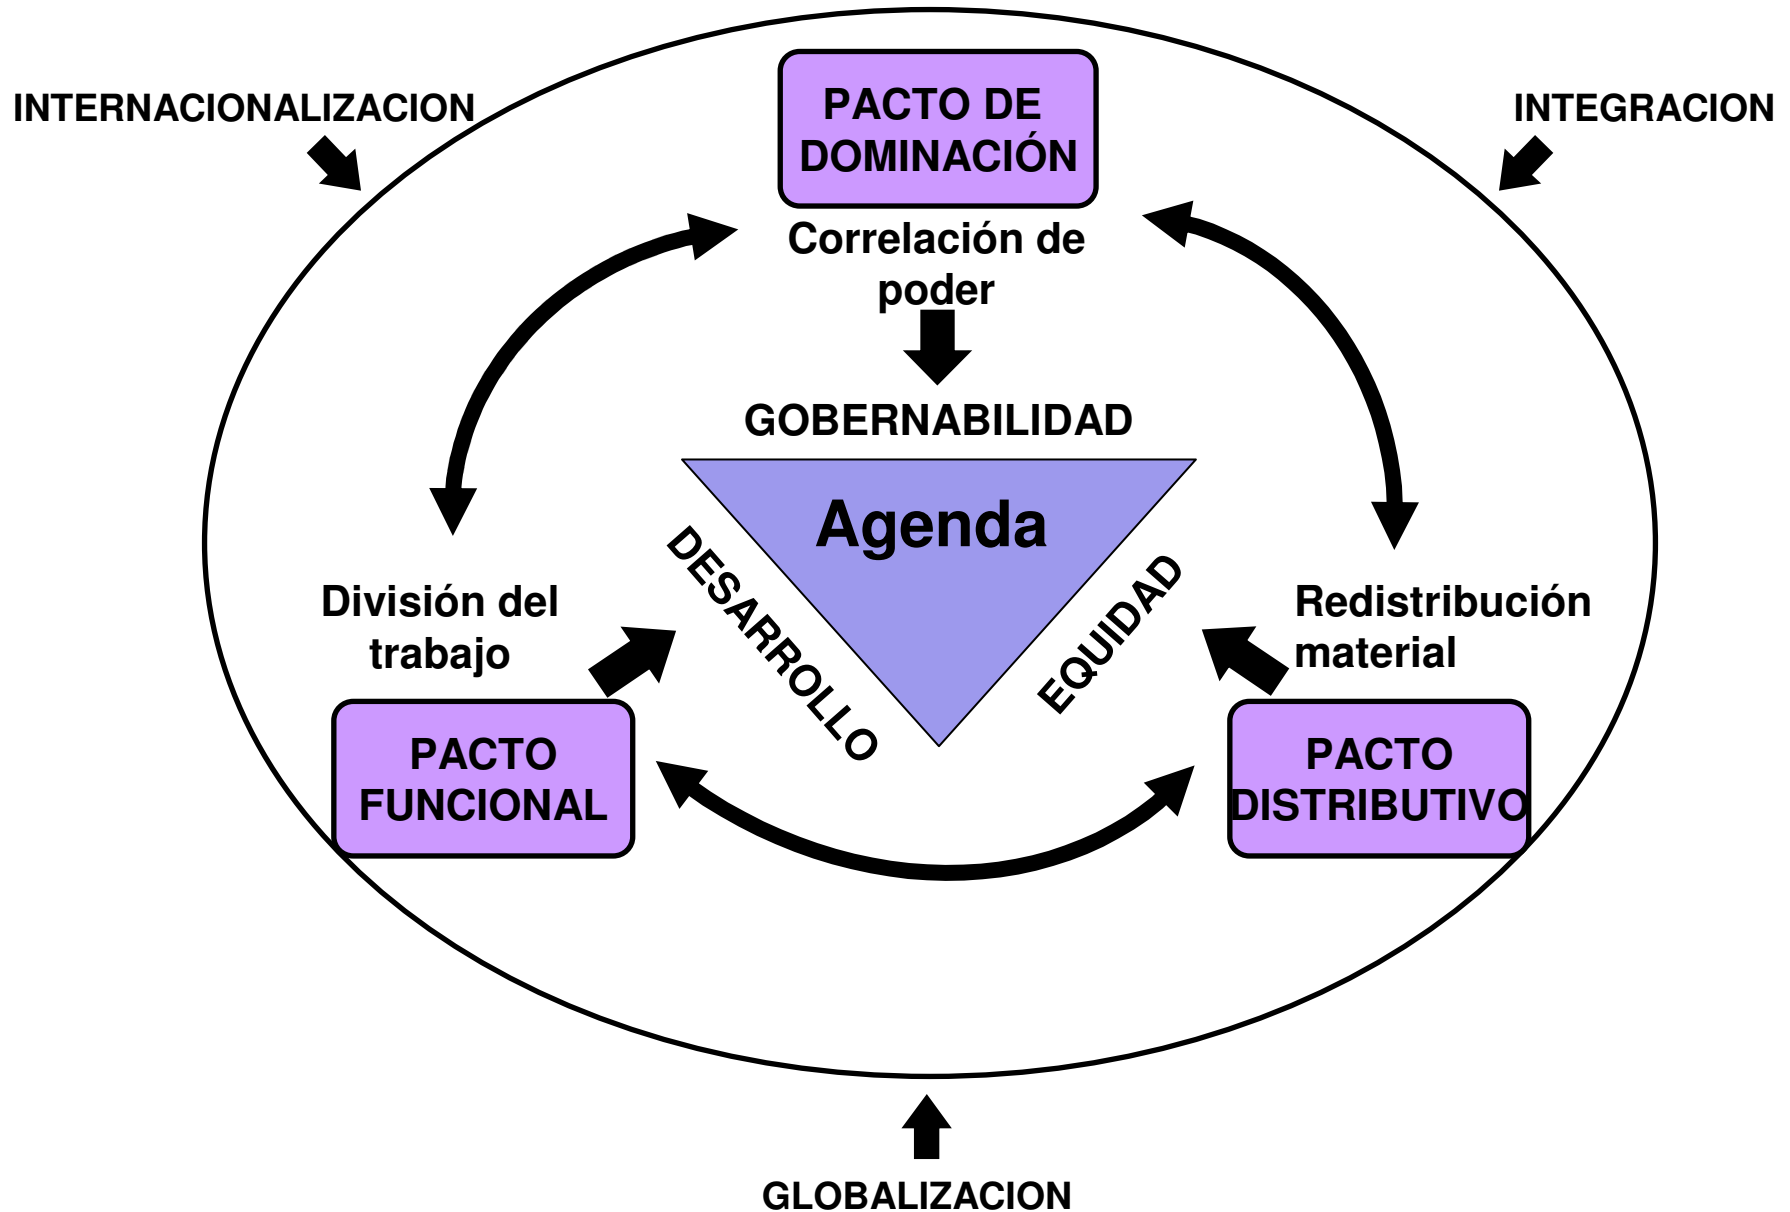 INTERNACIONALIZACION
INTEGRACION
PACTO DE
DOMINACIÓN
Correlación de
poder
GOBERNABILIDAD
Agenda
DESARROLLO
EQUIDAD
División del
trabajo
PACTO
FUNCIONAL
Redistribución
material
PACTO
DISTRIBUTIVO
GLOBALIZACION